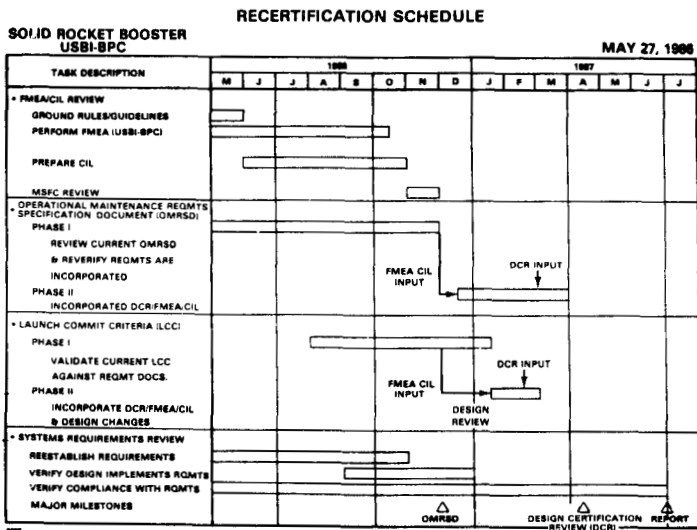 RECERTIFICATION SCHEDULE
SOLID ROCKET BOOSTER
USBI-BPC
MAY 27, 1986
TASK DESCRIPTION
1986
1987
M J J A S O N D J F M A M J J
• FMEA/CIL REVIEW
GROUND RULES/GUIDELINES
PERFORM FMEA (USBI-BPC)
PREPARE CIL
MSFC REVIEW
• OPERATIONAL MAINTENANCE REQMTS
SPECIFICATION DOCUMENT (OMRSD)
PHASE I
REVIEW CURRENT OMRSD
& REVERIFY REQMTS ARE
INCORPORATED
PHASE II
INCORPORATED DCR/FMEA/CIL
FMEA CIL
INPUT
DCR INPUT
• LAUNCH COMMIT CRITERIA (LCC)
PHASE I
VALIDATE CURRENT LCC
AGAINST REQMT DOCS.
PHASE II
INCORPORATE DCR/FMEA/CIL
& DESIGN CHANGES
FMEA CIL
INPUT
DCR INPUT
DESIGN
REVIEW
• SYSTEMS REQUIREMENTS REVIEW
REESTABLISH REQUIREMENTS
VERIFY DESIGN IMPLEMENTS RQMTS
VERIFY COMPLIANCE WITH RQMTS
MAJOR MILESTONES
OMRSD
DESIGN CERTIFICATION
REVIEW (DCR)
REPORT